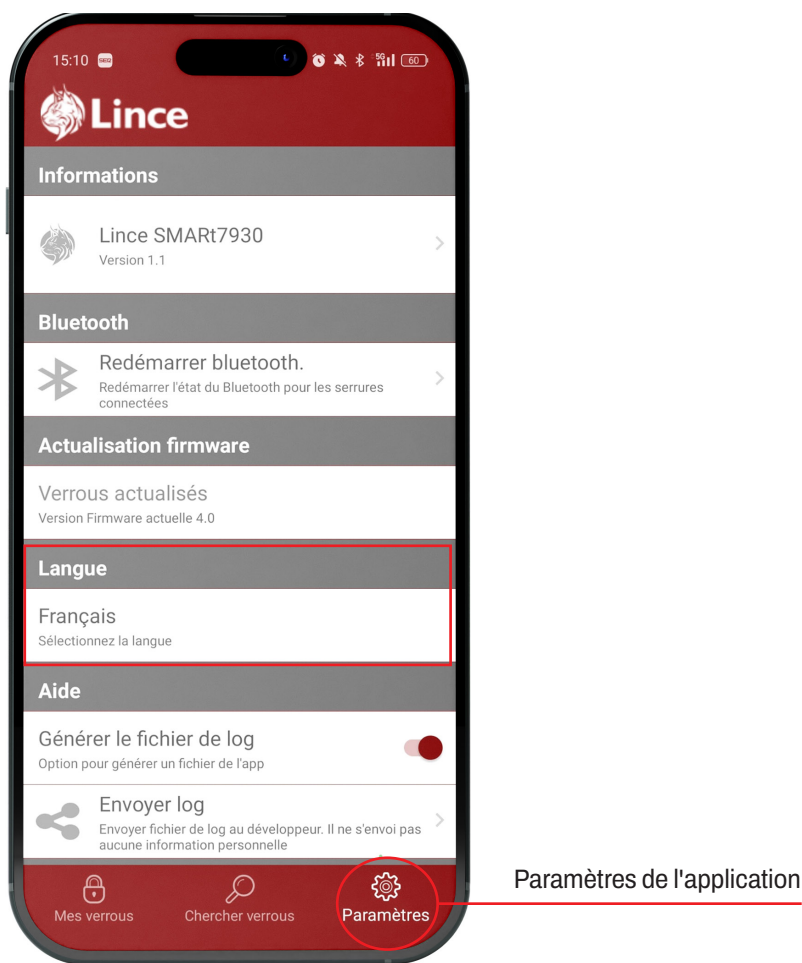 15:10
5G
60
Lince
Informations
Lince SMARt7930
Version 1.1
Bluetooth
Redémarrer bluetooth.
Redémarrer l'état du Bluetooth pour les serrures
connectées
Actualisation firmware
Verrous actualisés
Version Firmware actuelle 4.0
Langue
Français
Sélectionnez la langue
Aide
Générer le fichier de log
Option pour générer un fichier de l'app
Envoyer log
Envoyer fichier de log au développeur. Il ne s'envoi pas
aucune information personnelle
Mes verrous
Chercher verrous
Paramètres
Paramètres de l'application